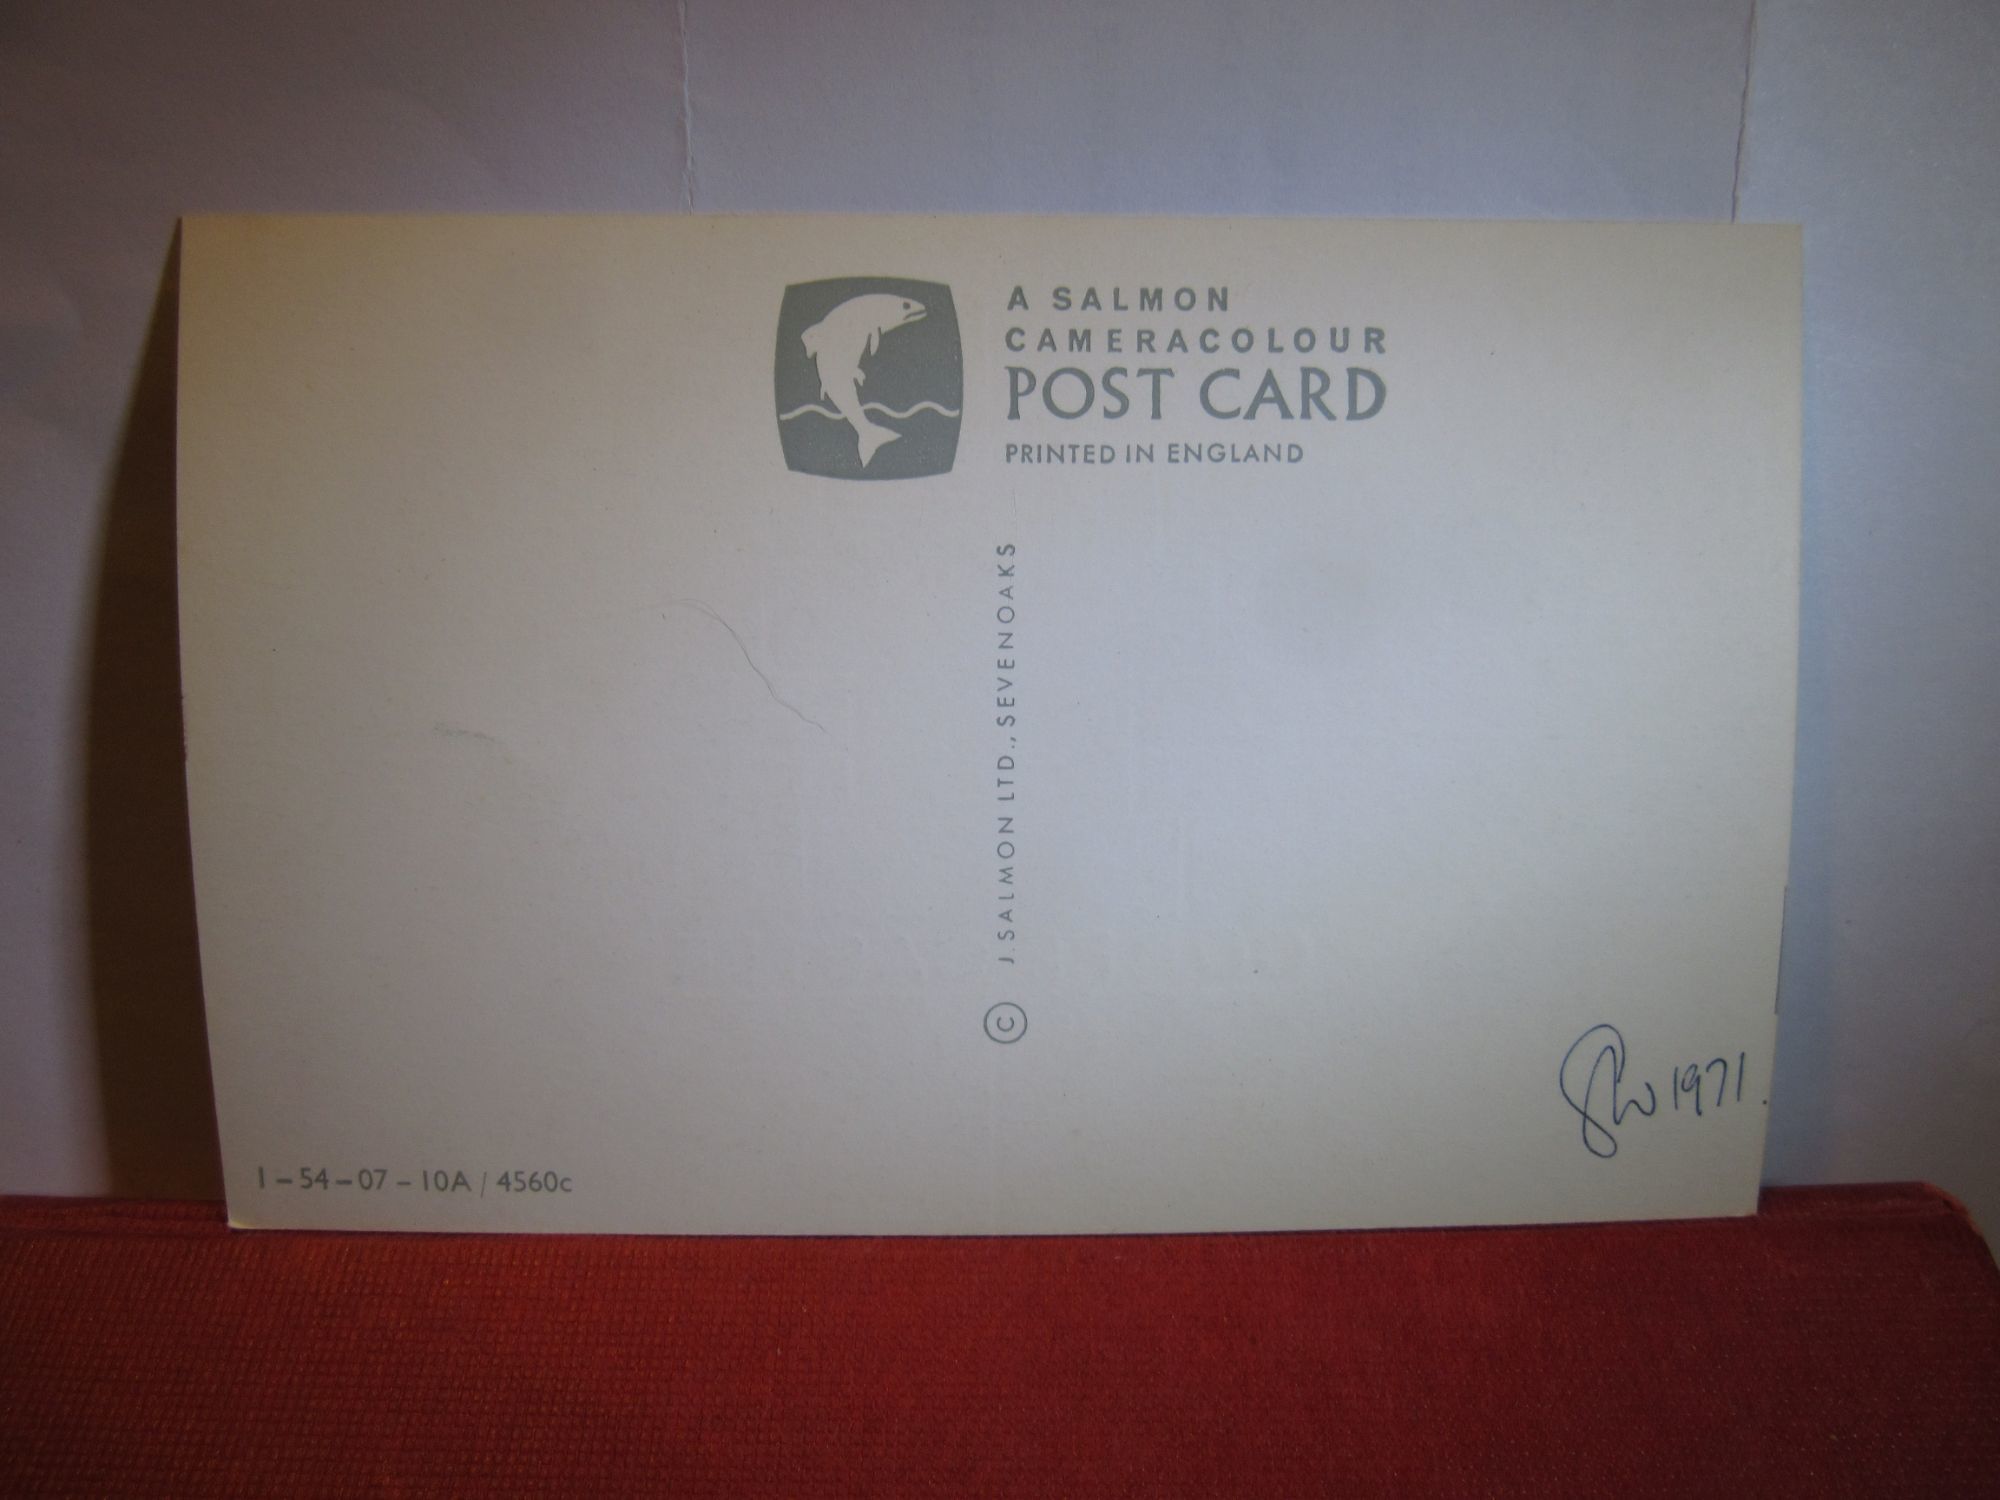 A SALMON
CAMERACOLOUR
POST CARD
PRINTED IN ENGLAND
© J. SALMON LTD., SEVENOAKS
1971.
1-54-07-10A / 4560c